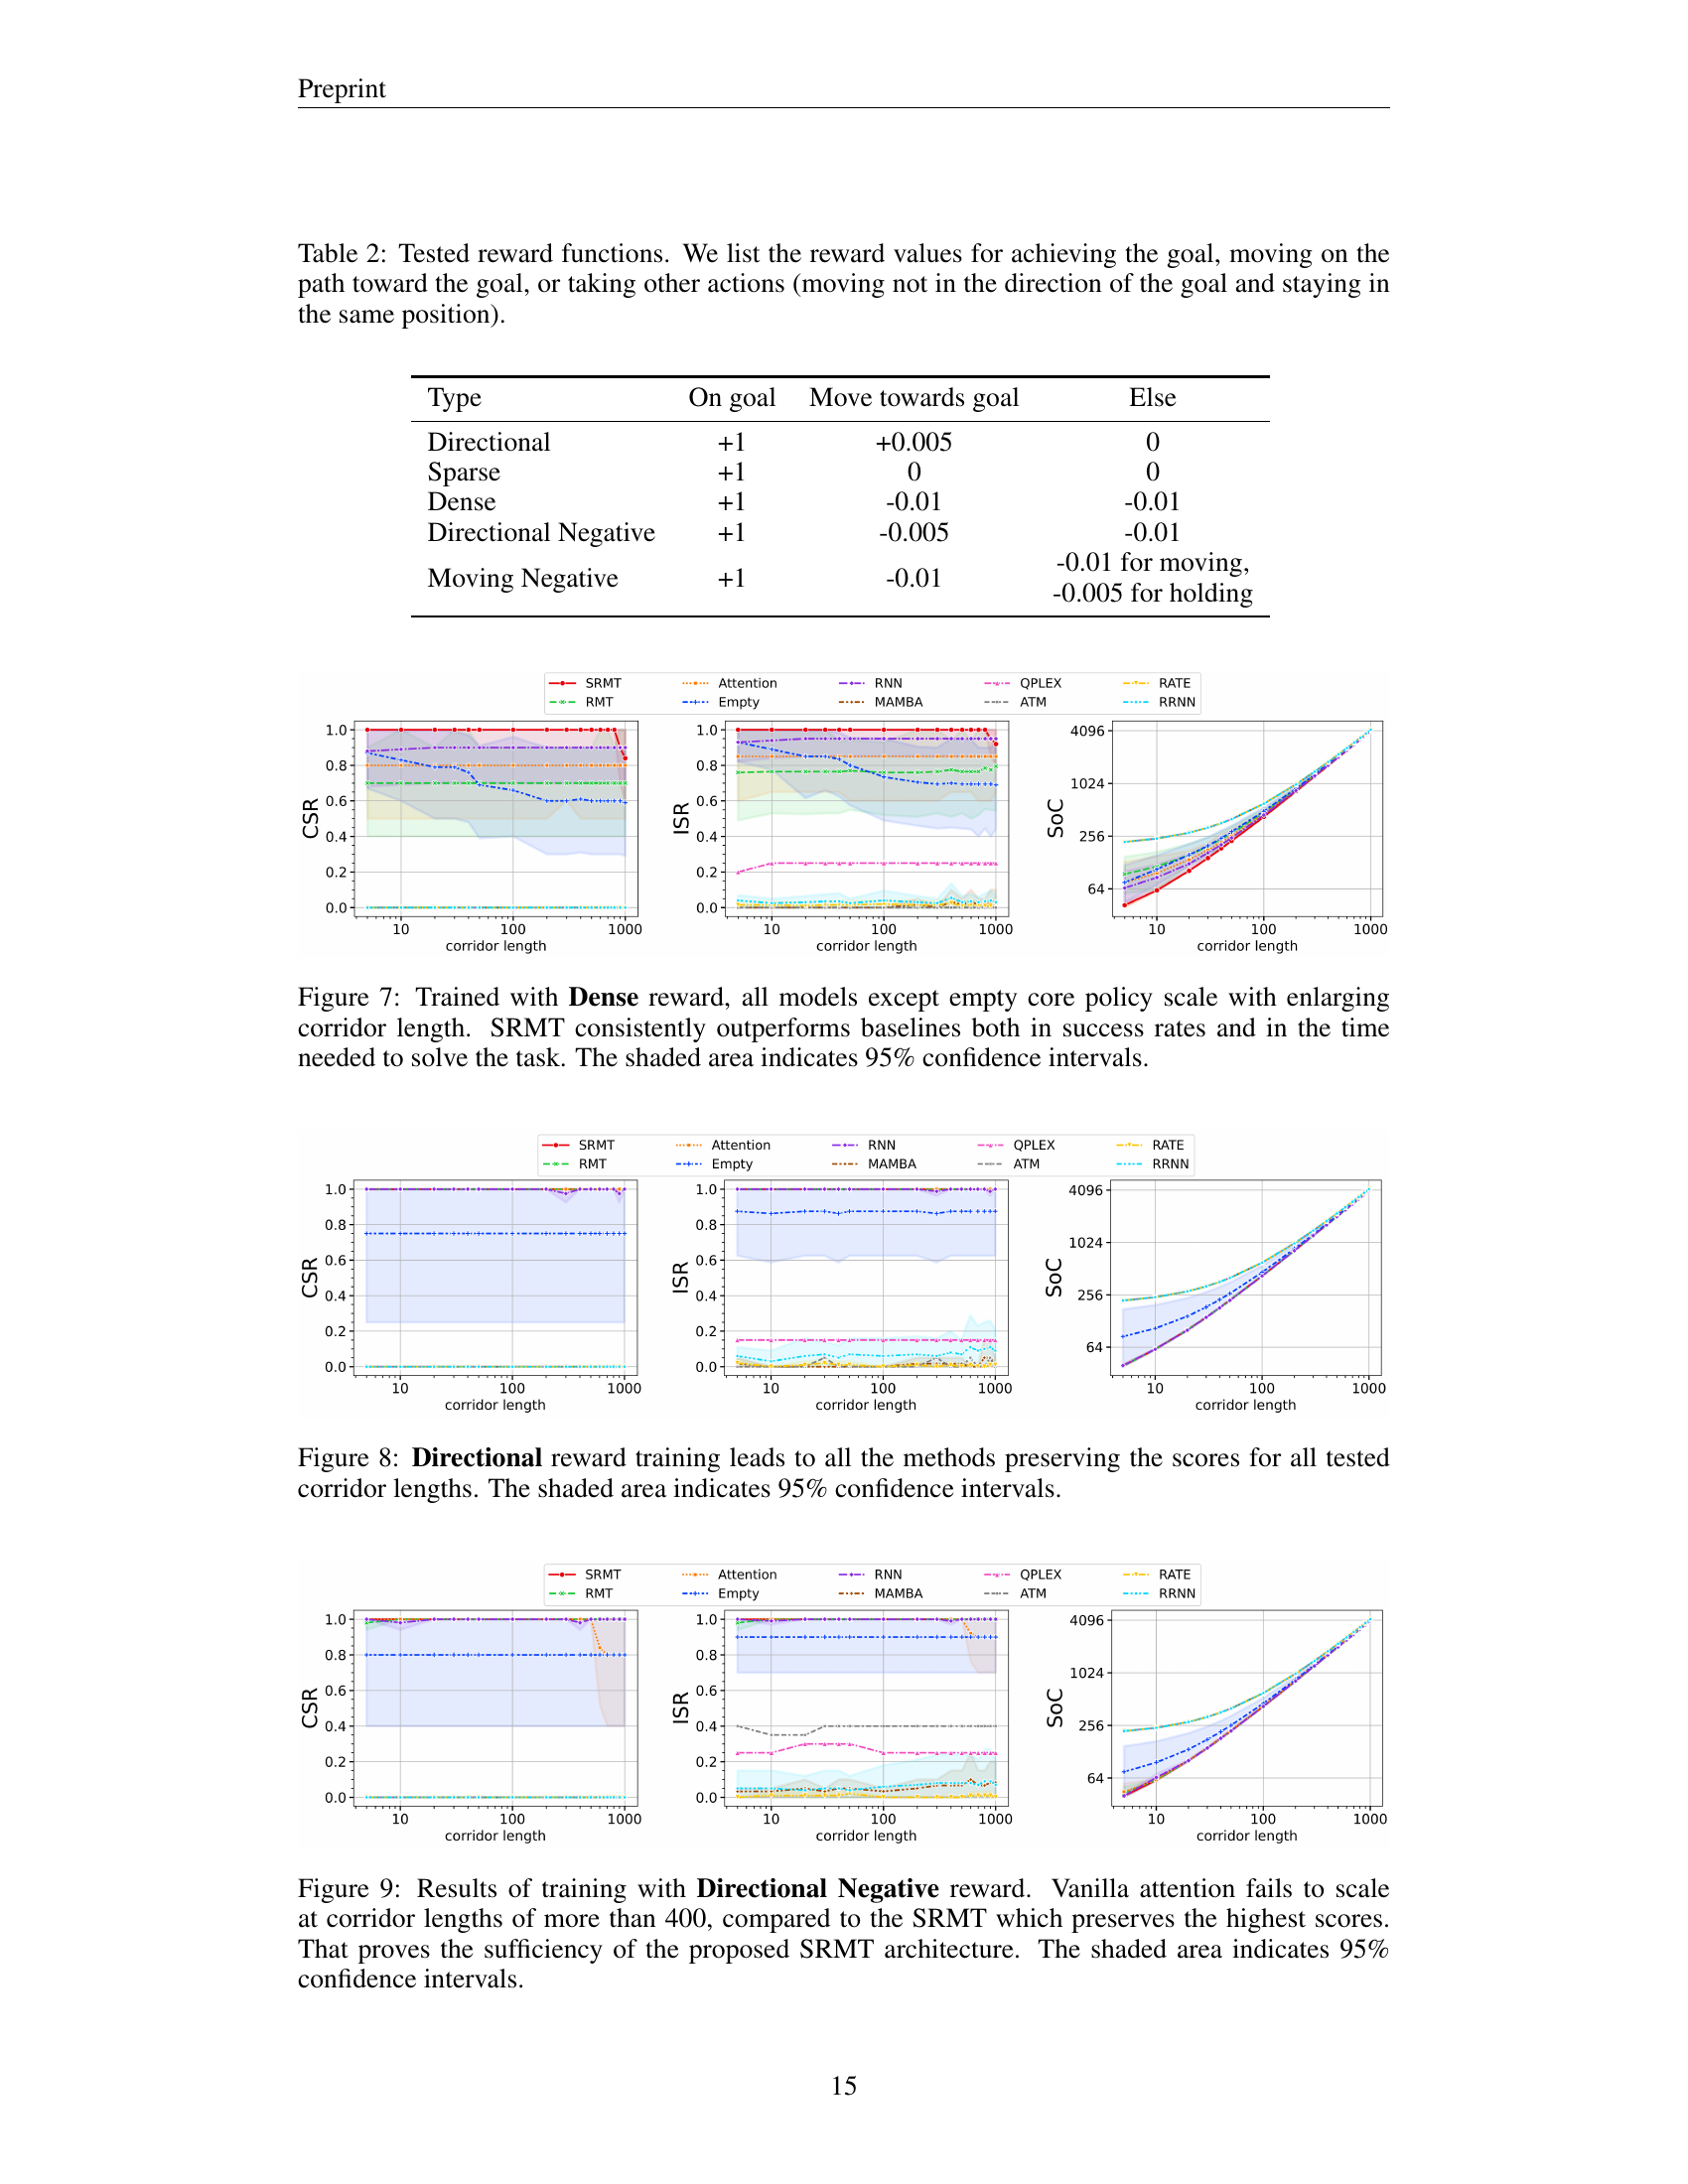 Preprint
Table 2: Tested reward functions. We list the reward values for achieving the goal, moving on the
path toward the goal, or taking other actions (moving not in the direction of the goal and staying in
the same position).
Type On goal Move towards goal Else
Directional +1 +0.005 0
Sparse +1 0 0
Dense +1 -0.01 -0.01
Directional Negative +1 -0.005 -0.01
Moving Negative +1 -0.01 -0.01 for moving,
-0.005 for holding
SRMT Attention RNN QPLEX RATE
RMT Empty MAMBA ATM RRNN
CSR
1.0
0.8
0.6
0.4
0.2
0.0
10 100 1000
corridor length
ISR
1.0
0.8
0.6
0.4
0.2
0.0
10 100 1000
corridor length
SoC
4096
1024
256
64
10 100 1000
corridor length
Figure 7: Trained with Dense reward, all models except empty core policy scale with enlarging
corridor length. SRMT consistently outperforms baselines both in success rates and in the time
needed to solve the task. The shaded area indicates 95% confidence intervals.
SRMT Attention RNN QPLEX RATE
RMT Empty MAMBA ATM RRNN
CSR
1.0
0.8
0.6
0.4
0.2
0.0
10 100 1000
corridor length
ISR
1.0
0.8
0.6
0.4
0.2
0.0
10 100 1000
corridor length
SoC
4096
1024
256
64
10 100 1000
corridor length
Figure 8: Directional reward training leads to all the methods preserving the scores for all tested
corridor lengths. The shaded area indicates 95% confidence intervals.
SRMT Attention RNN QPLEX RATE
RMT Empty MAMBA ATM RRNN
CSR
1.0
0.8
0.6
0.4
0.2
0.0
10 100 1000
corridor length
ISR
1.0
0.8
0.6
0.4
0.2
0.0
10 100 1000
corridor length
SoC
4096
1024
256
64
10 100 1000
corridor length
Figure 9: Results of training with Directional Negative reward. Vanilla attention fails to scale
at corridor lengths of more than 400, compared to the SRMT which preserves the highest scores.
That proves the sufficiency of the proposed SRMT architecture. The shaded area indicates 95%
confidence intervals.
15